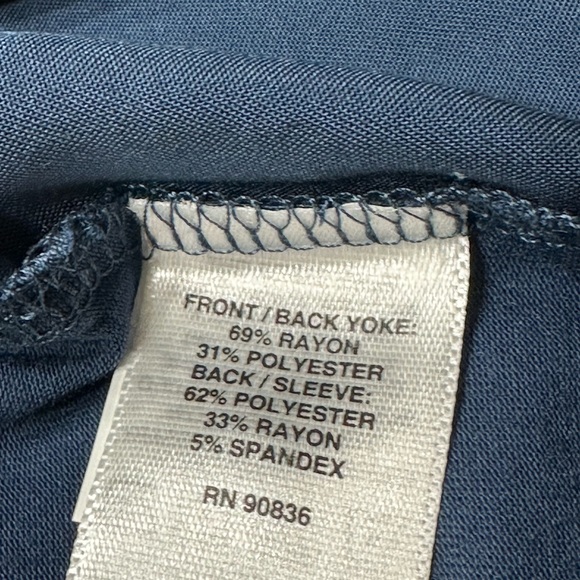 FRONT / BACK YOKE:
69% RAYON
31% POLYESTER
BACK / SLEEVE:
62% POLYESTER
33% RAYON
5% SPANDEX
RN 90836